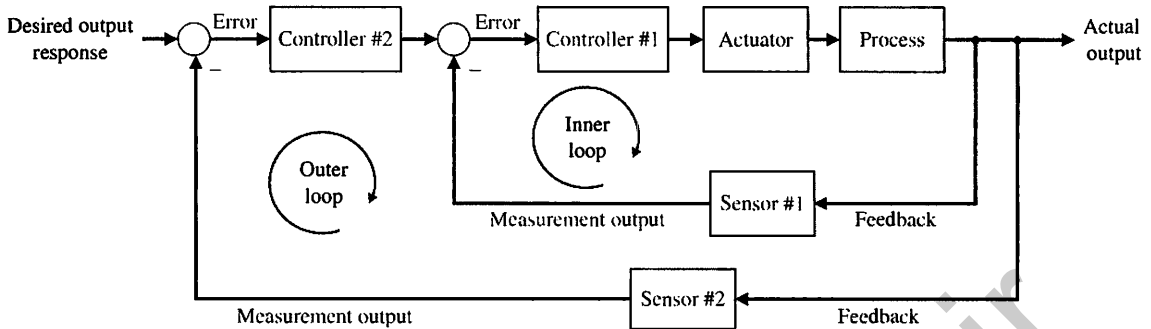 Desired output
response
Error
Controller #2
Error
Controller #1
Actuator
Process
Actual
output
–
–
Inner
loop
Outer
loop
Sensor #1
Measurement output
Feedback
Sensor #2
Measurement output
Feedback
ir